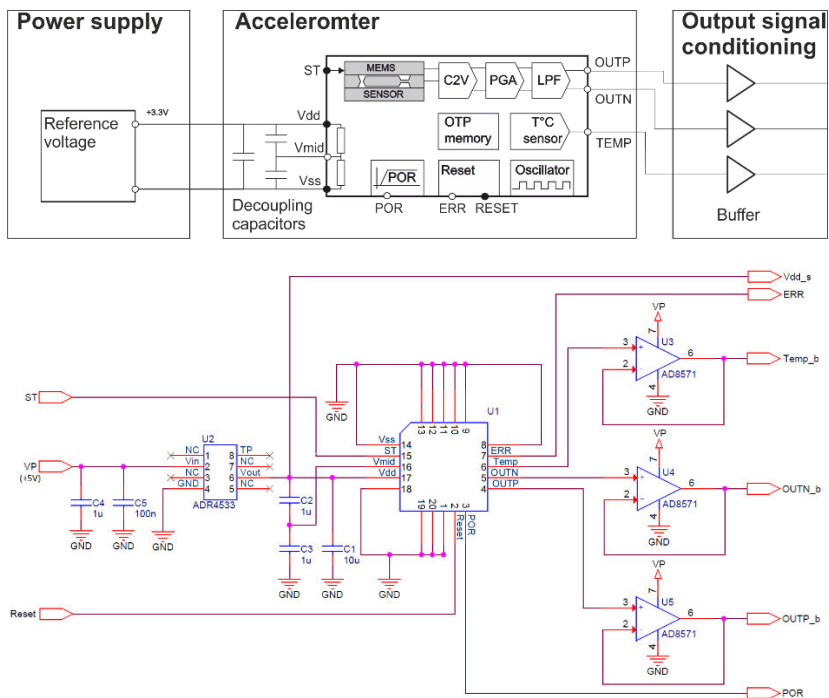 Power supply
Acceleromter
Output signal
conditioning
ST
MEMS
SENSOR
C2V
PGA
LPF
OUTP
OUTN
+3.3V
Reference
voltage
Vdd
Vmid
Vss
OTP
memory
T°C
sensor
TEMP
POR
Reset
Oscillator
Decoupling
capacitors
POR
ERR
RESET
Buffer
Vdd_s
ERR
VP
7
3
+
U3
6
Temp_b
2
-
AD8571
4
GND
U1
GND
13
12
11
10
9
ST
14
Vss
8
15
ST
ERR
7
16
Vmid
Temp
6
17
Vdd
OUTN
5
18
OUTP
4
19
20
1
2
3
Reset
POR
U2
NC
1
8
TP
VP
(+5V)
Vin
2
7
NC
NC
3
6
Vout
GND
4
5
NC
ADR4533
C4
1u
C5
100n
C2
1u
C3
1u
C1
10u
GND
GND
GND
GND
GND
GND
VP
7
3
+
U4
6
OUTN_b
2
-
AD8571
4
GND
VP
7
3
+
U5
6
OUTP_b
2
-
AD8571
4
GND
Reset
POR